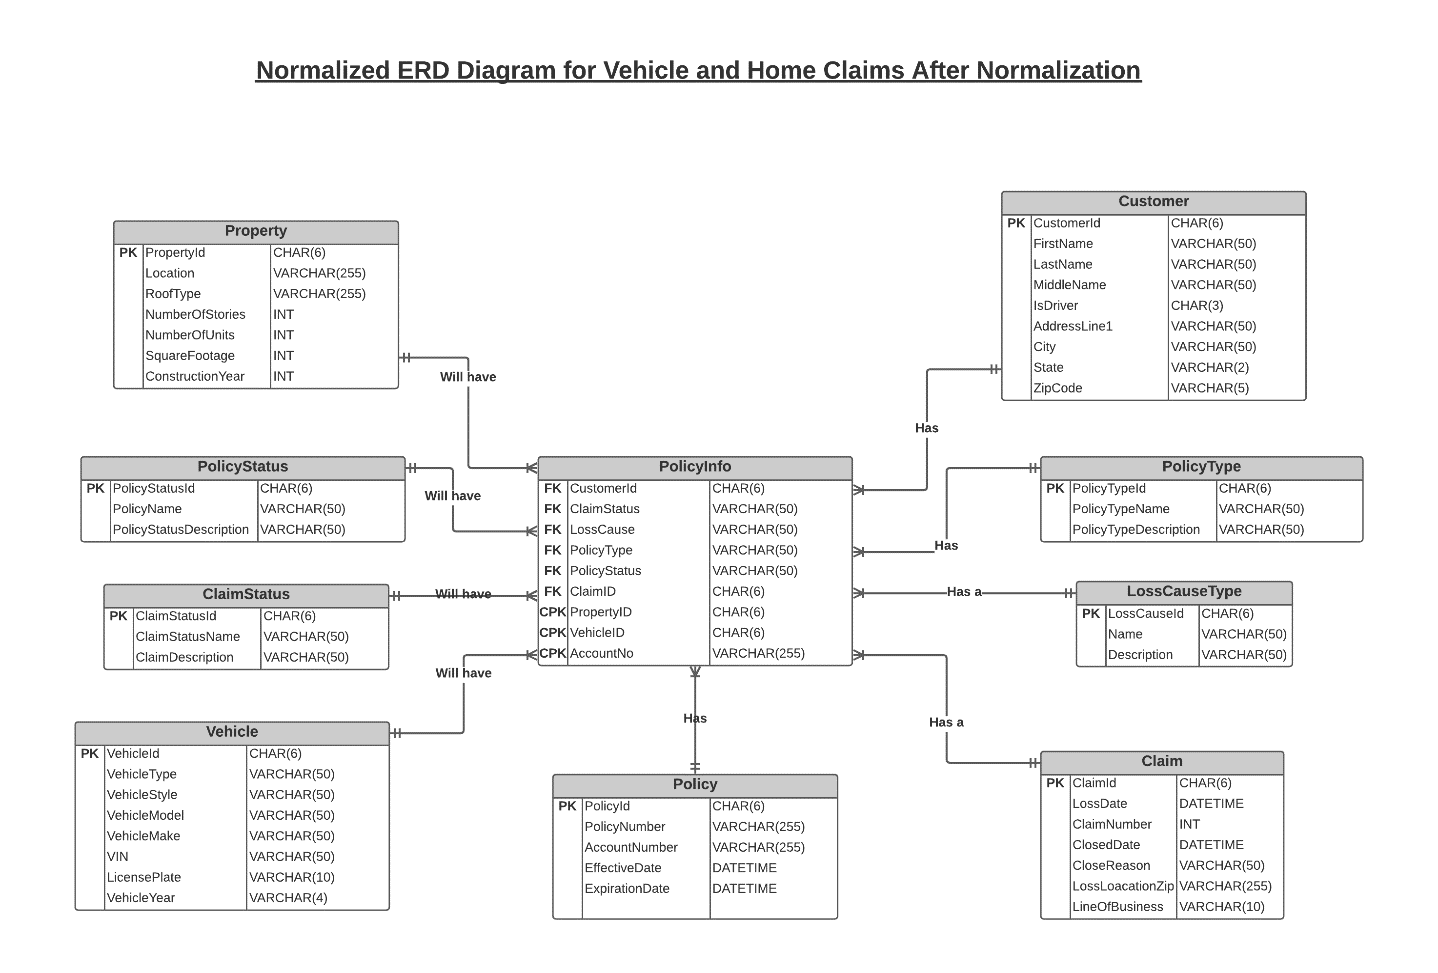 Normalized ERD Diagram for Vehicle and Home Claims After Normalization
Property
PK PropertyId CHAR(6)
Location VARCHAR(255)
RoofType VARCHAR(255)
NumberOfStories INT
NumberOfUnits INT
SquareFootage INT
ConstructionYear INT
Will have
Customer
PK CustomerId CHAR(6)
FirstName VARCHAR(50)
LastName VARCHAR(50)
MiddleName VARCHAR(50)
IsDriver CHAR(3)
AddressLine1 VARCHAR(50)
City VARCHAR(50)
State VARCHAR(2)
ZipCode VARCHAR(5)
Has
PolicyStatus
PK PolicyStatusId CHAR(6)
PolicyName VARCHAR(50)
PolicyStatusDescription VARCHAR(50)
Will have
PolicyInfo
FK CustomerId CHAR(6)
FK ClaimStatus VARCHAR(50)
FK LossCause VARCHAR(50)
FK PolicyType VARCHAR(50)
FK PolicyStatus VARCHAR(50)
FK ClaimID CHAR(6)
CPK PropertyID CHAR(6)
CPK VehicleID CHAR(6)
CPK AccountNo VARCHAR(255)
PolicyType
PK PolicyTypeId CHAR(6)
PolicyTypeName VARCHAR(50)
PolicyTypeDescription VARCHAR(50)
Has
ClaimStatus
PK ClaimStatusId CHAR(6)
ClaimStatusName VARCHAR(50)
ClaimDescription VARCHAR(50)
Will have
LossCauseType
PK LossCauseId CHAR(6)
Name VARCHAR(50)
Description VARCHAR(50)
Has a
Vehicle
PK VehicleId CHAR(6)
VehicleType VARCHAR(50)
VehicleStyle VARCHAR(50)
VehicleModel VARCHAR(50)
VehicleMake VARCHAR(50)
VIN VARCHAR(50)
LicensePlate VARCHAR(10)
VehicleYear VARCHAR(4)
Will have
Has
Policy
PK PolicyId CHAR(6)
PolicyNumber VARCHAR(255)
AccountNumber VARCHAR(255)
EffectiveDate DATETIME
ExpirationDate DATETIME
Has a
Claim
PK ClaimId CHAR(6)
LossDate DATETIME
ClaimNumber INT
ClosedDate DATETIME
CloseReason VARCHAR(50)
LossLoacationZip VARCHAR(255)
LineOfBusiness VARCHAR(10)